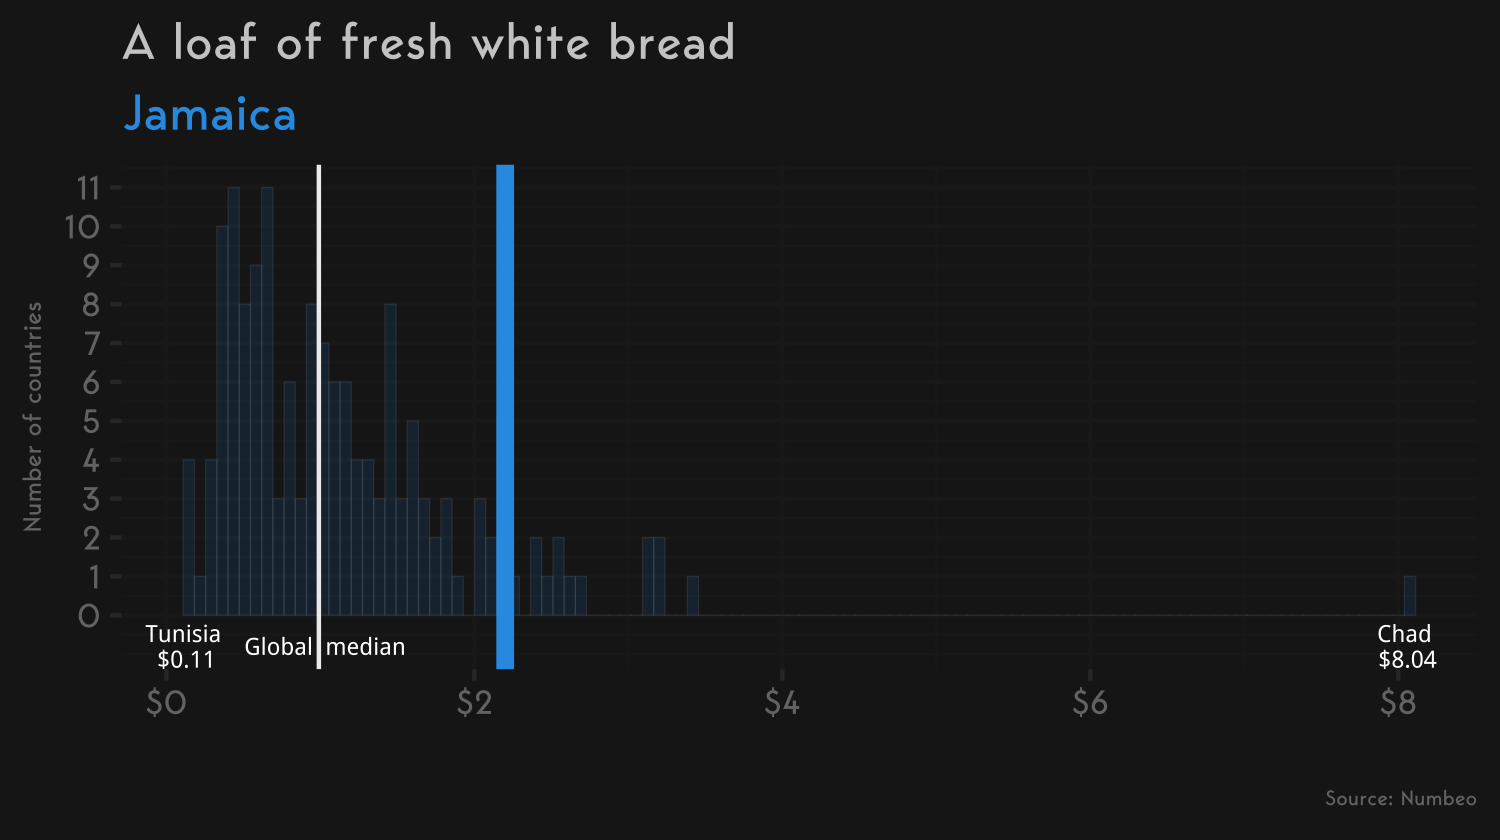 A loaf of fresh white bread
Jamaica
Number of countries
11
10
9
8
7
6
5
4
3
2
1
0
Tunisia
$0.11
Global median
Chad
$8.04
$0 $2 $4 $6 $8
Source: Numbeo